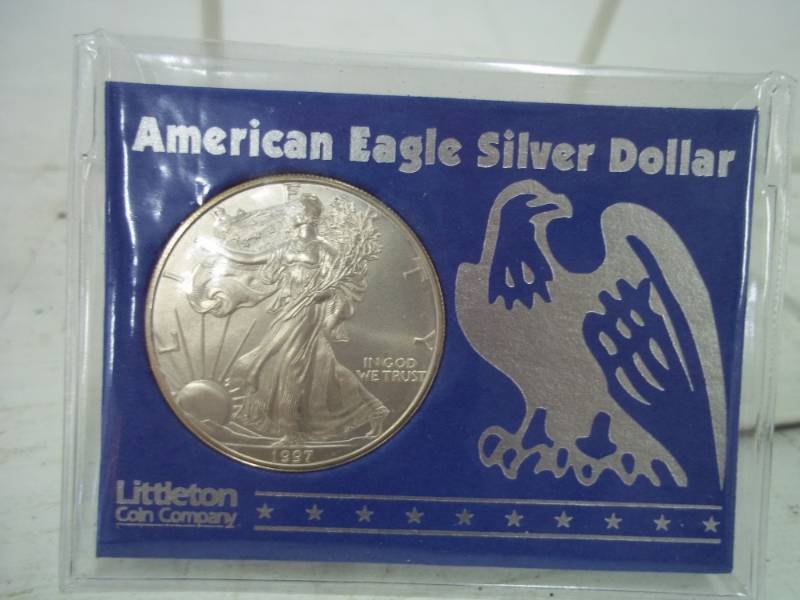 American Eagle Silver Dollar
LIBERTY
IN GOD
WE TRUST
1997
Littleton
Coin Company